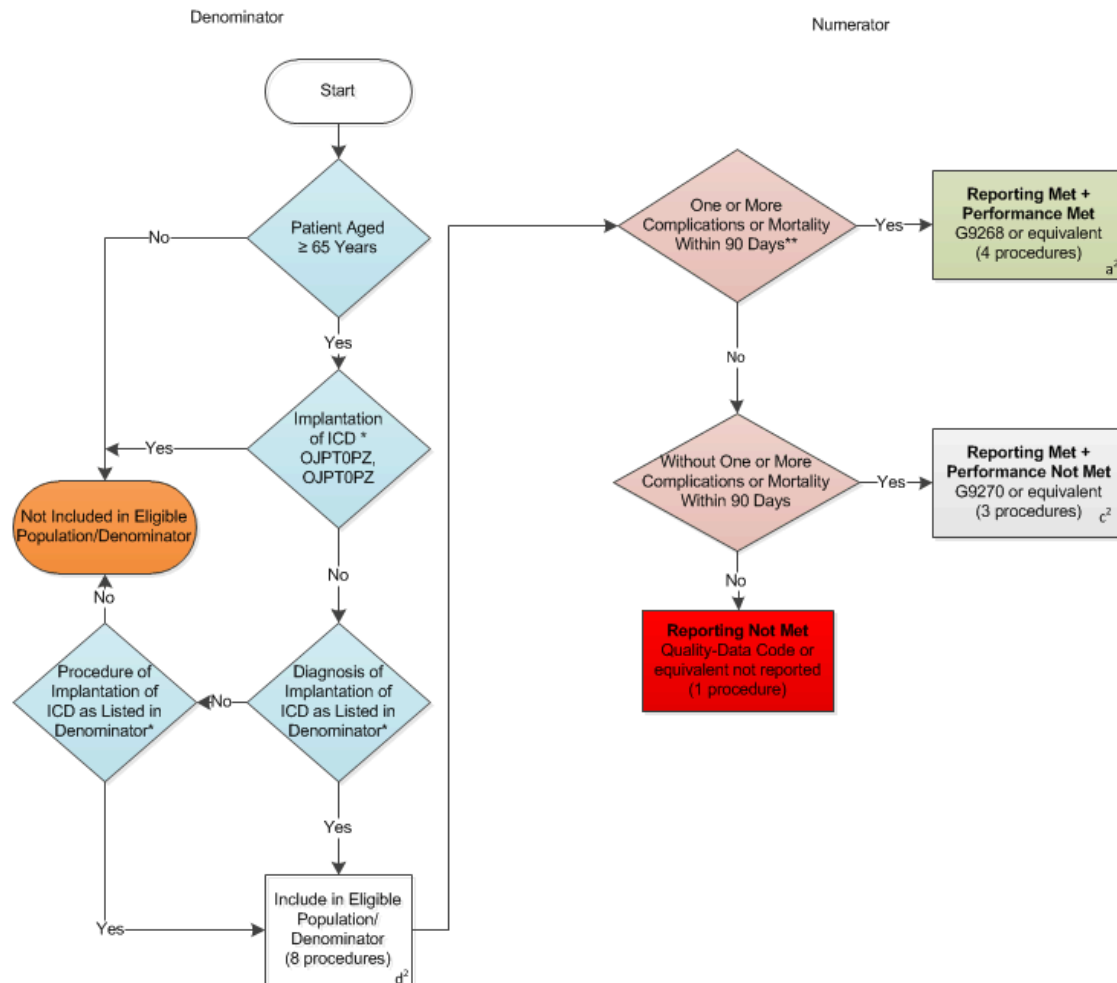 Denominator
Numerator
Start
Patient Aged
≥ 65 Years
No
Yes
Implantation
of ICD *
OJPT0PZ,
OJPT0PZ
Yes
No
Not Included in Eligible
Population/Denominator
No
Procedure of
Implantation of
ICD as Listed in
Denominator*
No
Diagnosis of
Implantation of
ICD as Listed in
Denominator*
Yes
Yes
Include in Eligible
Population/
Denominator
(8 procedures)
d²
One or More
Complications or Mortality
Within 90 Days**
Yes
Reporting Met +
Performance Met
G9268 or equivalent
(4 procedures)
a²
No
Without One or More
Complications or Mortality
Within 90 Days
Yes
Reporting Met +
Performance Not Met
G9270 or equivalent
(3 procedures)
c²
No
Reporting Not Met
Quality-Data Code or
equivalent not reported
(1 procedure)